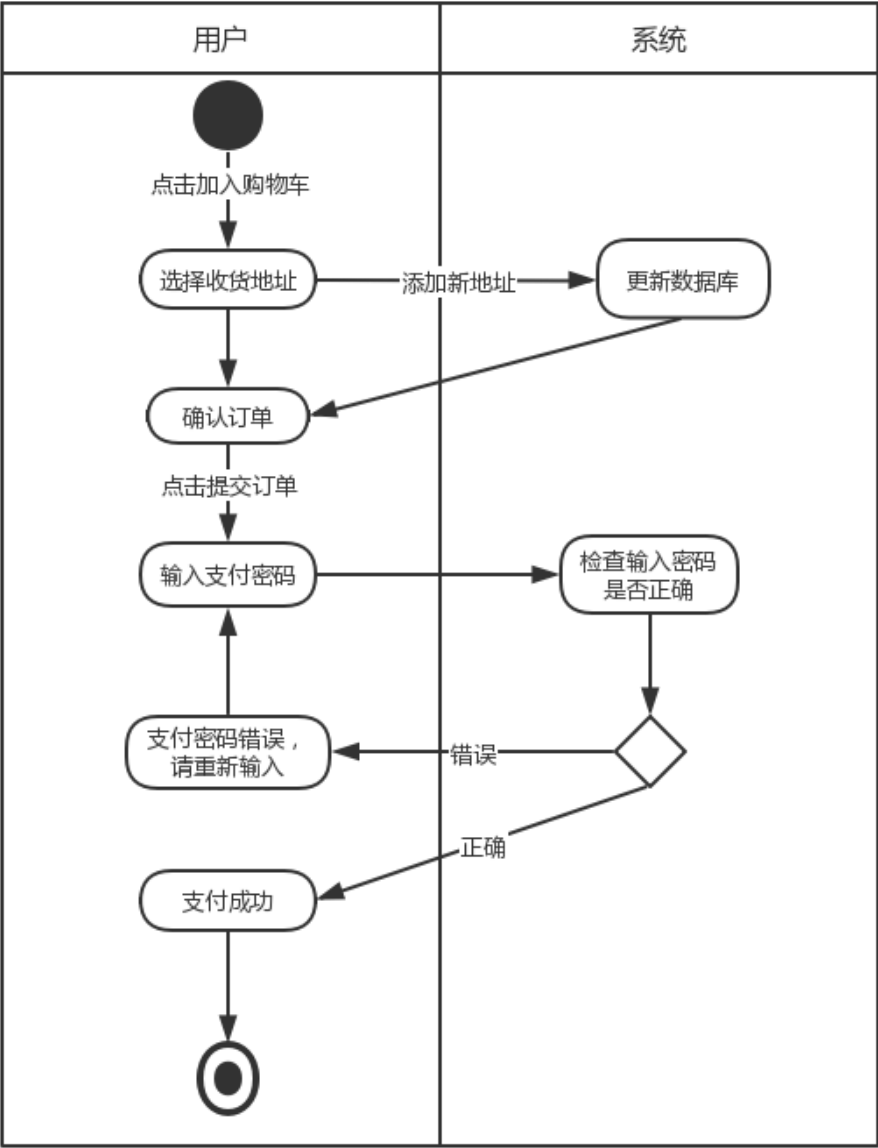 用户
系统
点击加入购物车
选择收货地址
添加新地址
更新数据库
确认订单
点击提交订单
输入支付密码
检查输入密码
是否正确
支付密码错误，
请重新输入
错误
正确
支付成功